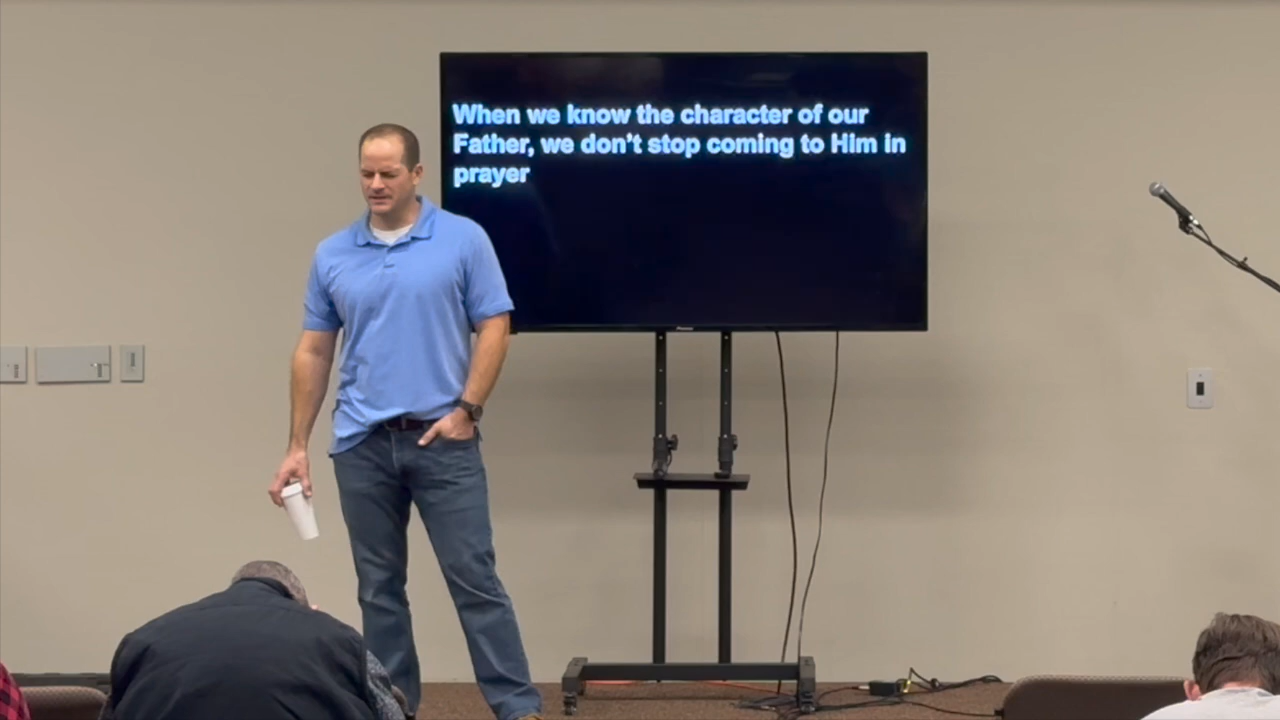 When we know the character of our
Father, we don't stop coming to Him in
prayer